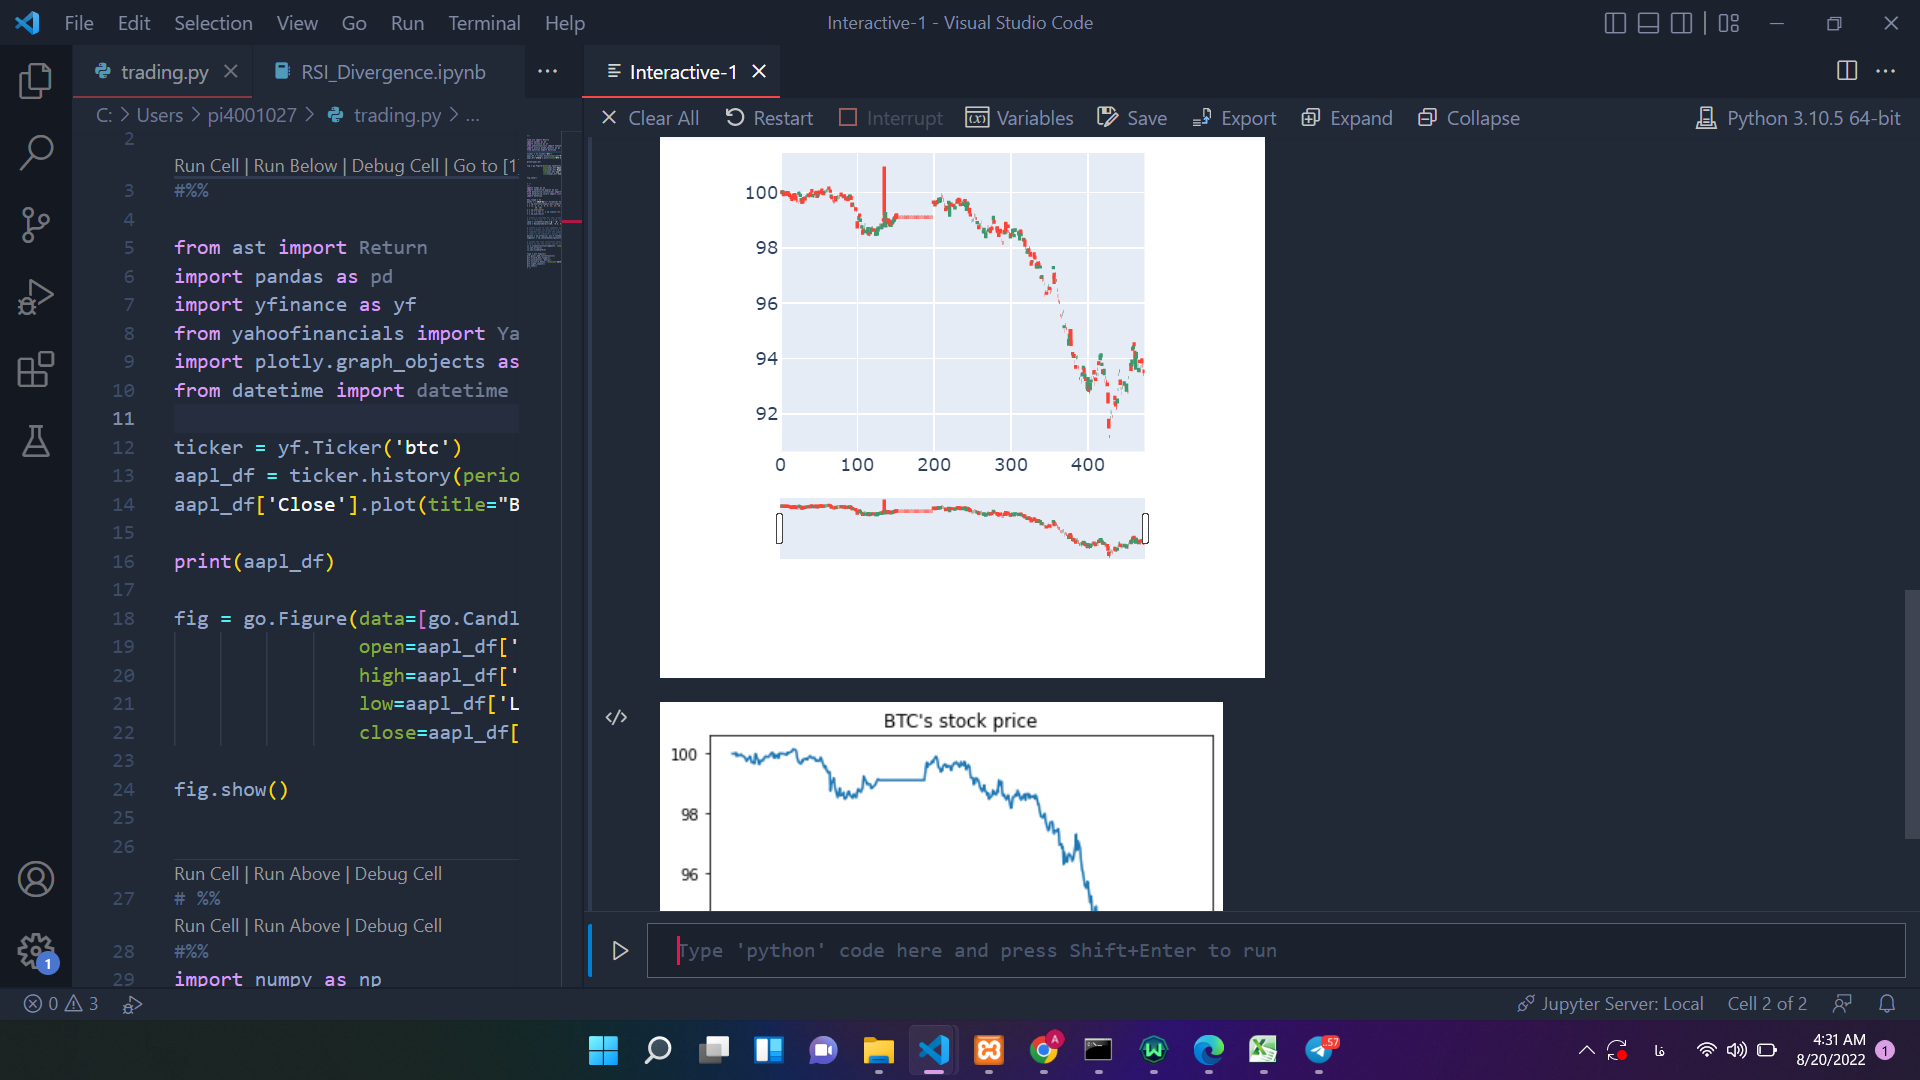 File Edit Selection View Go Run Terminal Help
Interactive-1 - Visual Studio Code
trading.py
RSI_Divergence.ipynb
Interactive-1
C: > Users > pi4001027 > trading.py > ...
Clear All Restart Interrupt Variables Save Export Expand Collapse
Python 3.10.5 64-bit
2
Run Cell | Run Below | Debug Cell | Go to [1
3 #%%
4
5 from ast import Return
6 import pandas as pd
7 import yfinance as yf
8 from yahoofinancials import Ya
9 import plotly.graph_objects as
10 from datetime import datetime
11
12 ticker = yf.Ticker('btc')
13 aapl_df = ticker.history(perio
14 aapl_df['Close'].plot(title="B
15
16 print(aapl_df)
17
18 fig = go.Figure(data=[go.Candl
19 open=aapl_df['
20 high=aapl_df['
21 low=aapl_df['L
22 close=aapl_df[
23
24 fig.show()
25
26
Run Cell | Run Above | Debug Cell
27 # %%
Run Cell | Run Above | Debug Cell
28 #%%
29 import numpy as np
100
98
96
94
92
0 100 200 300 400
BTC's stock price
100
98
96
Type 'python' code here and press Shift+Enter to run
1
0 3
Jupyter Server: Local
Cell 2 of 2
A
57
فا
4:31 AM
8/20/2022
1